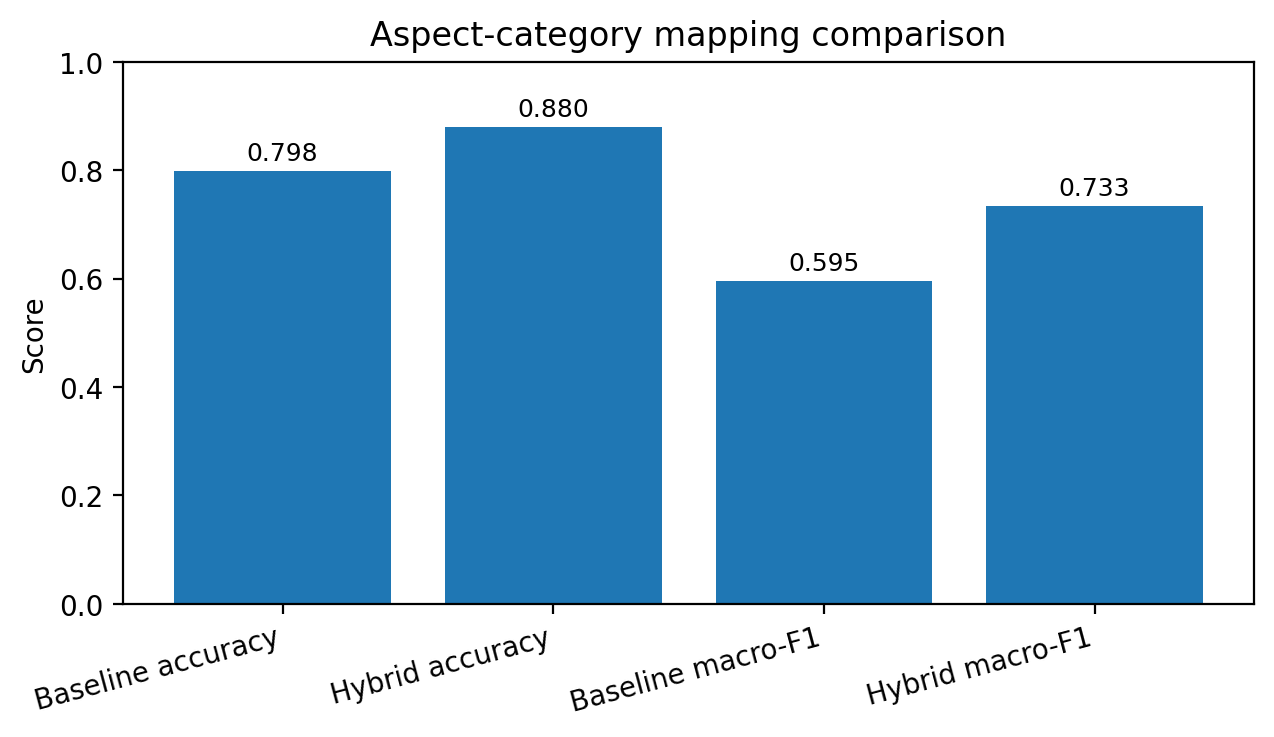 Aspect-category mapping comparison
1.0
0.8
0.6
0.4
0.2
0.0
Score
0.798
0.880
0.595
0.733
Baseline accuracy
Hybrid accuracy
Baseline macro-F1
Hybrid macro-F1